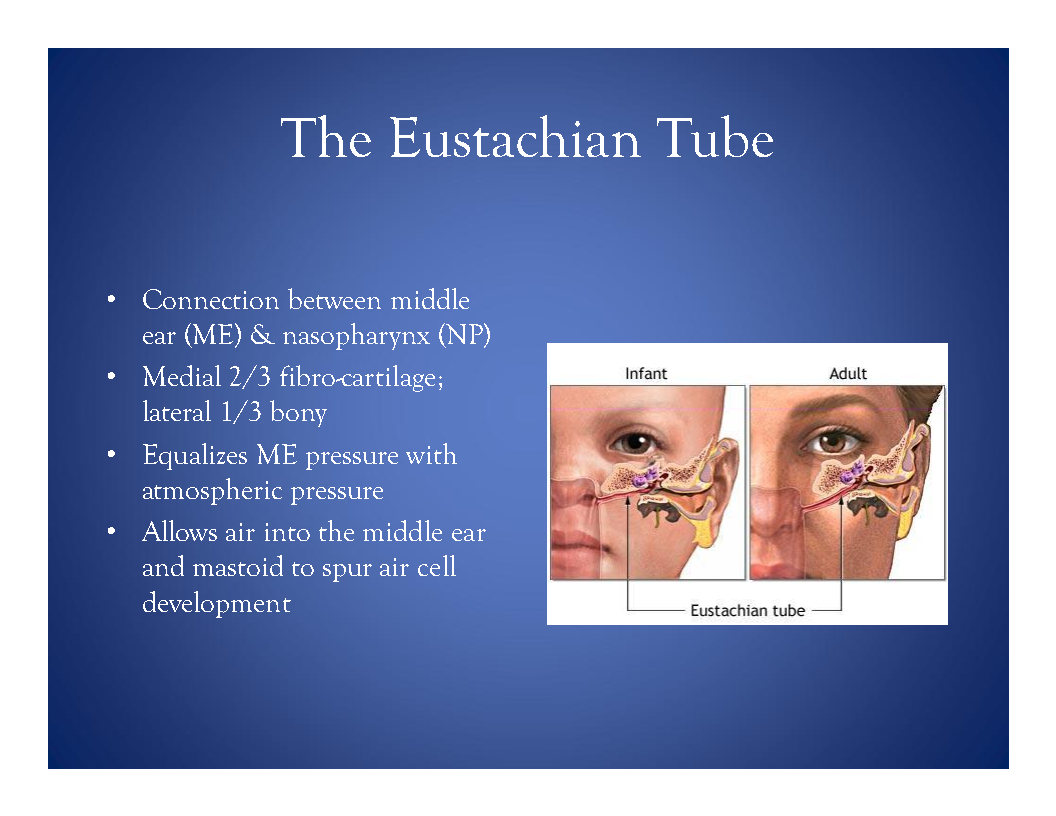 The Eustachian Tube
• Connection between middle
ear (ME) & nasopharynx (NP)
• Medial 2/3 fibro-cartilage;
lateral 1/3 bony
• Equalizes ME pressure with
atmospheric pressure
• Allows air into the middle ear
and mastoid to spur air cell
development
Infant
Adult
Eustachian tube